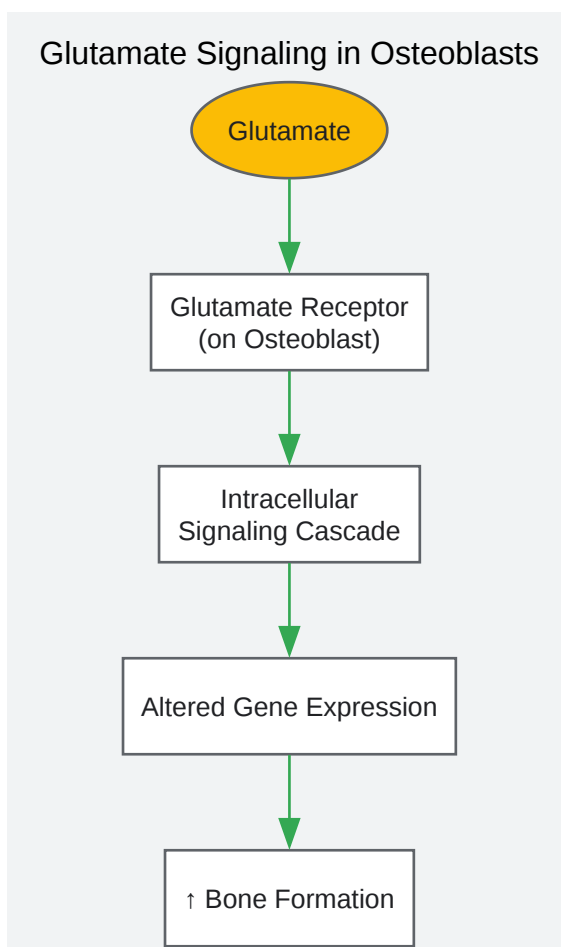 Glutamate Signaling in Osteoblasts
Glutamate
Glutamate Receptor
(on Osteoblast)
Intracellular
Signaling Cascade
Altered Gene Expression
↑ Bone Formation